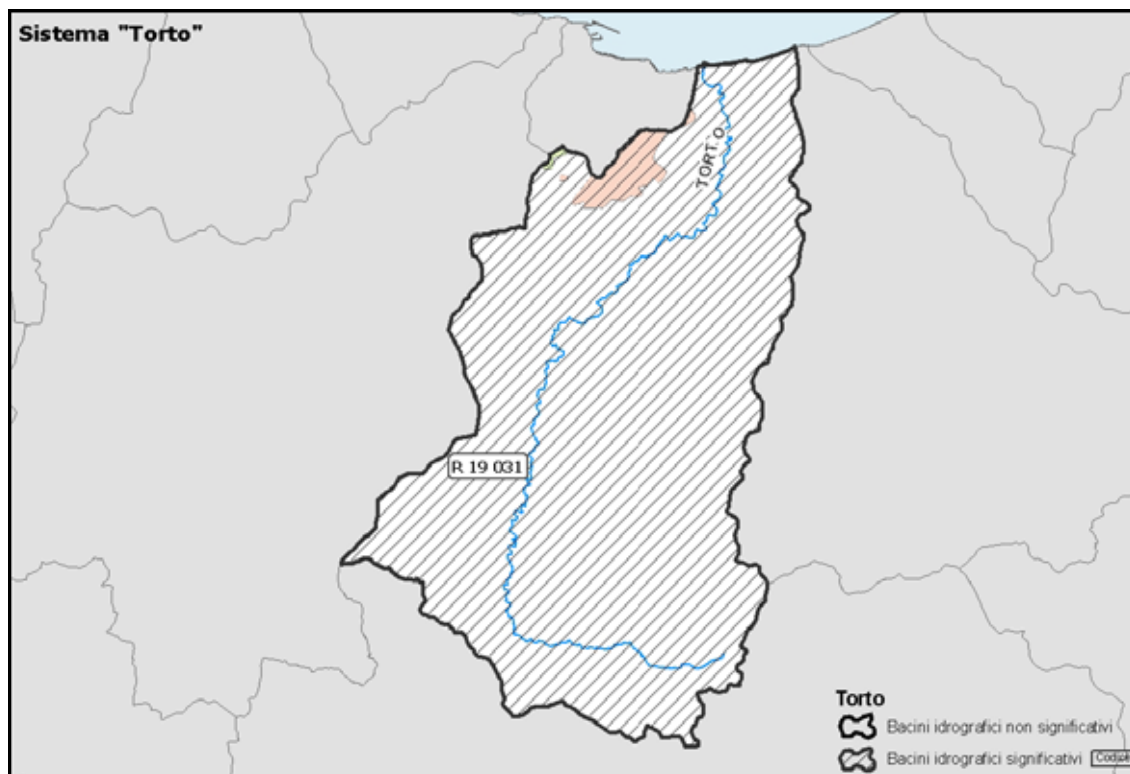 Sistema "Torto"
TORTO
R 19 031
Torto
Bacini idrografici non significativi
Bacini idrografici significativi